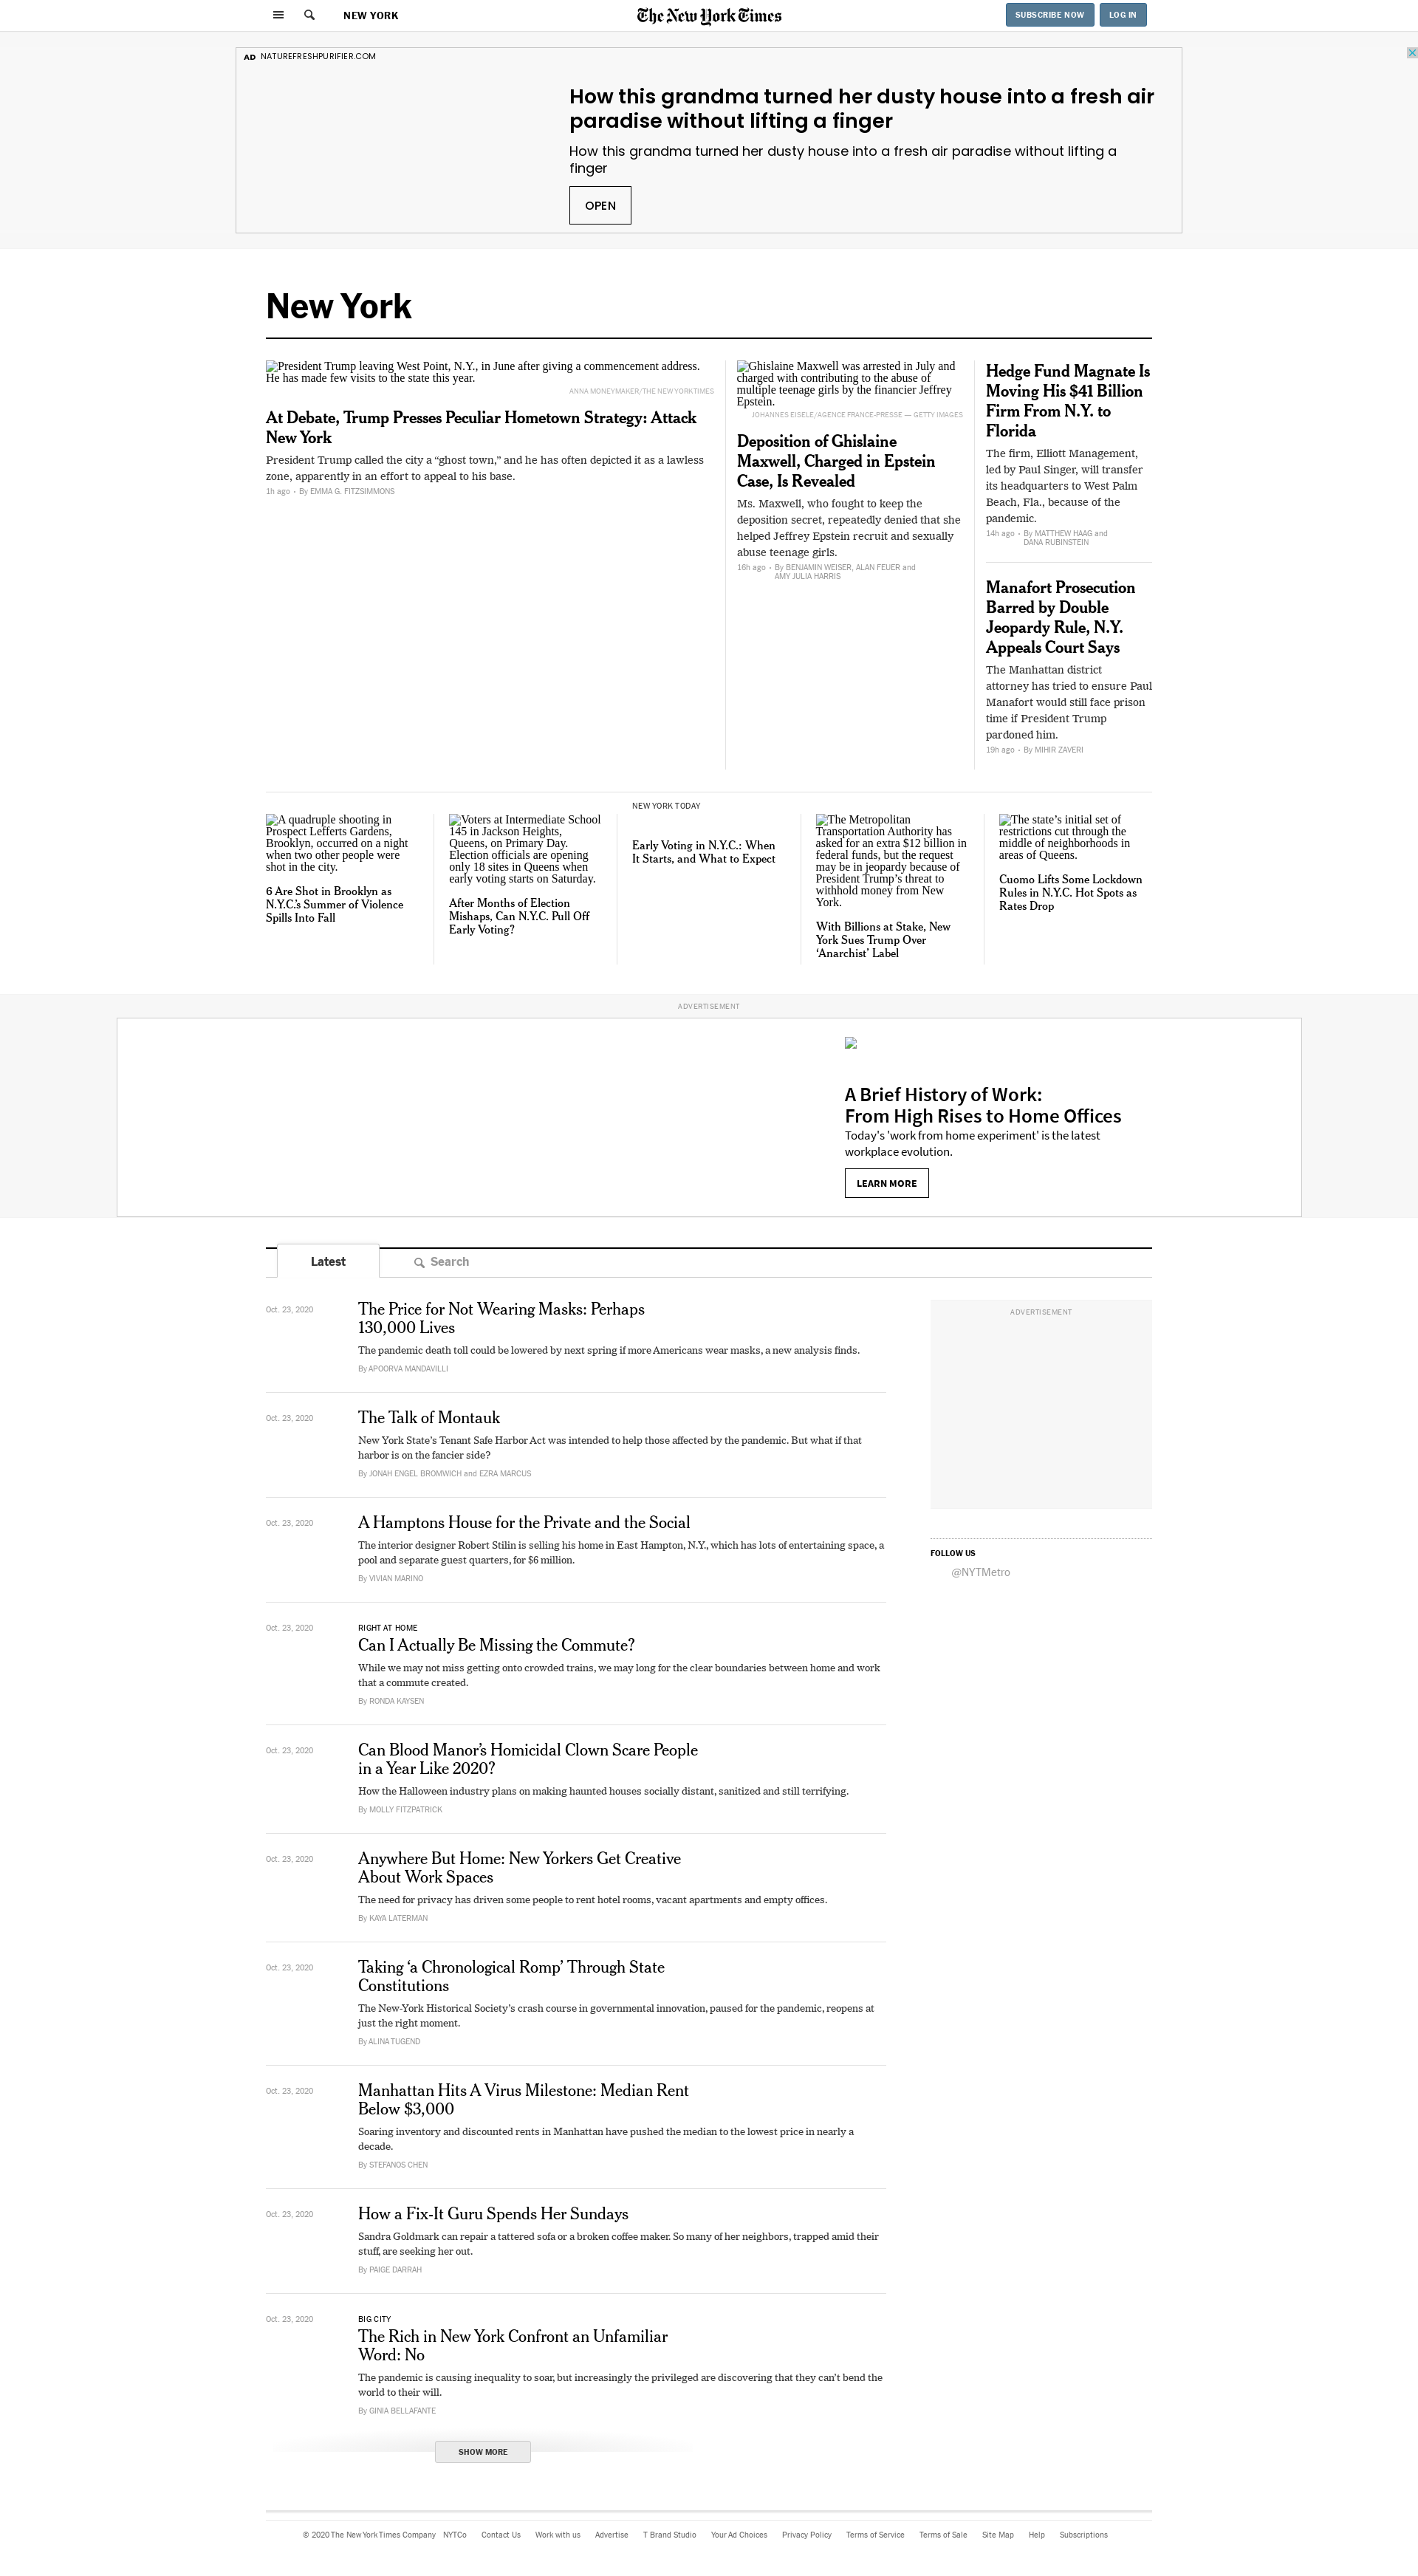 NEW YORK
The New York Times
SUBSCRIBE NOW
LOG IN
AD NATUREFRESHPURIFIER.COM
How this grandma turned her dusty house into a fresh air
paradise without lifting a finger
How this grandma turned her dusty house into a fresh air paradise without lifting a
finger
OPEN
New York
President Trump leaving West Point, N.Y., in June after giving a commencement address.
He has made few visits to the state this year.
ANNA MONEYMAKER/THE NEW YORK TIMES
At Debate, Trump Presses Peculiar Hometown Strategy: Attack
New York
President Trump called the city a “ghost town,” and he has often depicted it as a lawless
zone, apparently in an effort to appeal to his base.
1h ago • By EMMA G. FITZSIMMONS
Ghislaine Maxwell was arrested in July and
charged with contributing to the abuse of
multiple teenage girls by the financier Jeffrey
Epstein.
JOHANNES EISELE/AGENCE FRANCE-PRESSE — GETTY IMAGES
Deposition of Ghislaine
Maxwell, Charged in Epstein
Case, Is Revealed
Ms. Maxwell, who fought to keep the
deposition secret, repeatedly denied that she
helped Jeffrey Epstein recruit and sexually
abuse teenage girls.
16h ago • By BENJAMIN WEISER, ALAN FEUER and
AMY JULIA HARRIS
Hedge Fund Magnate Is
Moving His $41 Billion
Firm From N.Y. to
Florida
The firm, Elliott Management,
led by Paul Singer, will transfer
its headquarters to West Palm
Beach, Fla., because of the
pandemic.
14h ago • By MATTHEW HAAG and
DANA RUBINSTEIN
Manafort Prosecution
Barred by Double
Jeopardy Rule, N.Y.
Appeals Court Says
The Manhattan district
attorney has tried to ensure Paul
Manafort would still face prison
time if President Trump
pardoned him.
19h ago • By MIHIR ZAVERI
A quadruple shooting in
Prospect Lefferts Gardens,
Brooklyn, occurred on a night
when two other people were
shot in the city.
6 Are Shot in Brooklyn as
N.Y.C.’s Summer of Violence
Spills Into Fall
Voters at Intermediate School
145 in Jackson Heights,
Queens, on Primary Day.
Election officials are opening
only 18 sites in Queens when
early voting starts on Saturday.
After Months of Election
Mishaps, Can N.Y.C. Pull Off
Early Voting?
NEW YORK TODAY
Early Voting in N.Y.C.: When
It Starts, and What to Expect
The Metropolitan
Transportation Authority has
asked for an extra $12 billion in
federal funds, but the request
may be in jeopardy because of
President Trump’s threat to
withhold money from New
York.
With Billions at Stake, New
York Sues Trump Over
‘Anarchist’ Label
The state’s initial set of
restrictions cut through the
middle of neighborhoods in
areas of Queens.
Cuomo Lifts Some Lockdown
Rules in N.Y.C. Hot Spots as
Rates Drop
ADVERTISEMENT
A Brief History of Work:
From High Rises to Home Offices
Today's 'work from home experiment' is the latest
workplace evolution.
LEARN MORE
Latest
Search
Oct. 23, 2020
The Price for Not Wearing Masks: Perhaps
130,000 Lives
The pandemic death toll could be lowered by next spring if more Americans wear masks, a new analysis finds.
By APOORVA MANDAVILLI
ADVERTISEMENT
Oct. 23, 2020
The Talk of Montauk
New York State’s Tenant Safe Harbor Act was intended to help those affected by the pandemic. But what if that
harbor is on the fancier side?
By JONAH ENGEL BROMWICH and EZRA MARCUS
Oct. 23, 2020
A Hamptons House for the Private and the Social
The interior designer Robert Stilin is selling his home in East Hampton, N.Y., which has lots of entertaining space, a
pool and separate guest quarters, for $6 million.
By VIVIAN MARINO
FOLLOW US
@NYTMetro
Oct. 23, 2020
RIGHT AT HOME
Can I Actually Be Missing the Commute?
While we may not miss getting onto crowded trains, we may long for the clear boundaries between home and work
that a commute created.
By RONDA KAYSEN
Oct. 23, 2020
Can Blood Manor’s Homicidal Clown Scare People
in a Year Like 2020?
How the Halloween industry plans on making haunted houses socially distant, sanitized and still terrifying.
By MOLLY FITZPATRICK
Oct. 23, 2020
Anywhere But Home: New Yorkers Get Creative
About Work Spaces
The need for privacy has driven some people to rent hotel rooms, vacant apartments and empty offices.
By KAYA LATERMAN
Oct. 23, 2020
Taking ‘a Chronological Romp’ Through State
Constitutions
The New-York Historical Society’s crash course in governmental innovation, paused for the pandemic, reopens at
just the right moment.
By ALINA TUGEND
Oct. 23, 2020
Manhattan Hits A Virus Milestone: Median Rent
Below $3,000
Soaring inventory and discounted rents in Manhattan have pushed the median to the lowest price in nearly a
decade.
By STEFANOS CHEN
Oct. 23, 2020
How a Fix-It Guru Spends Her Sundays
Sandra Goldmark can repair a tattered sofa or a broken coffee maker. So many of her neighbors, trapped amid their
stuff, are seeking her out.
By PAIGE DARRAH
Oct. 23, 2020
BIG CITY
The Rich in New York Confront an Unfamiliar
Word: No
The pandemic is causing inequality to soar, but increasingly the privileged are discovering that they can’t bend the
world to their will.
By GINIA BELLAFANTE
SHOW MORE
© 2020 The New York Times Company NYTCo Contact Us Work with us Advertise T Brand Studio Your Ad Choices Privacy Policy Terms of Service Terms of Sale Site Map Help Subscriptions